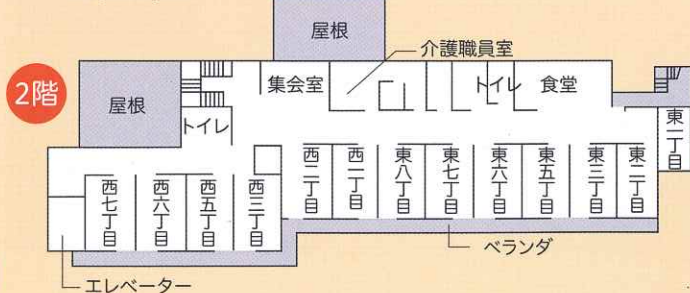 屋根
介護職員室
2階
屋根
集会室
トイレ
食堂
トイレ
東一丁目
西七丁目
西六丁目
西五丁目
西三丁目
西二丁目
西一丁目
東八丁目
東七丁目
東六丁目
東五丁目
東三丁目
東二丁目
ベランダ
エレベーター